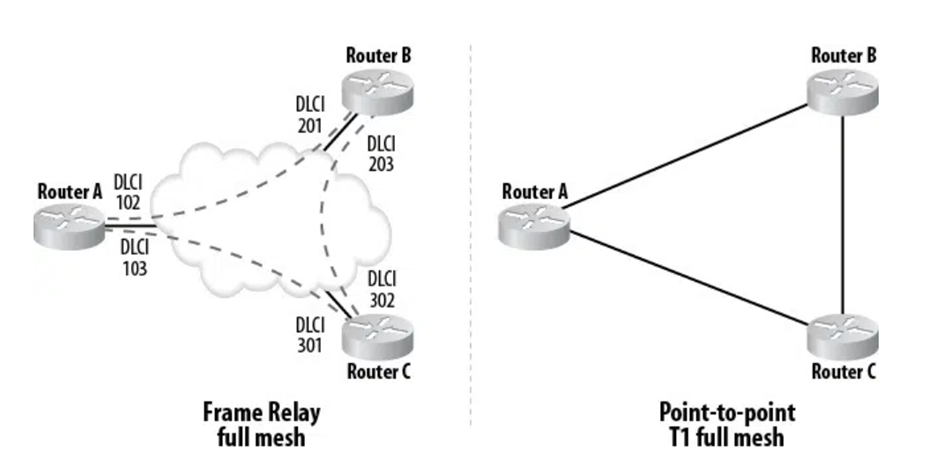 Router B
DLCI
201
DLCI
203
Router A
DLCI
102
DLCI
103
DLCI
302
DLCI
301
Router C
Frame Relay
full mesh
Router B
Router A
Router C
Point-to-point
T1 full mesh